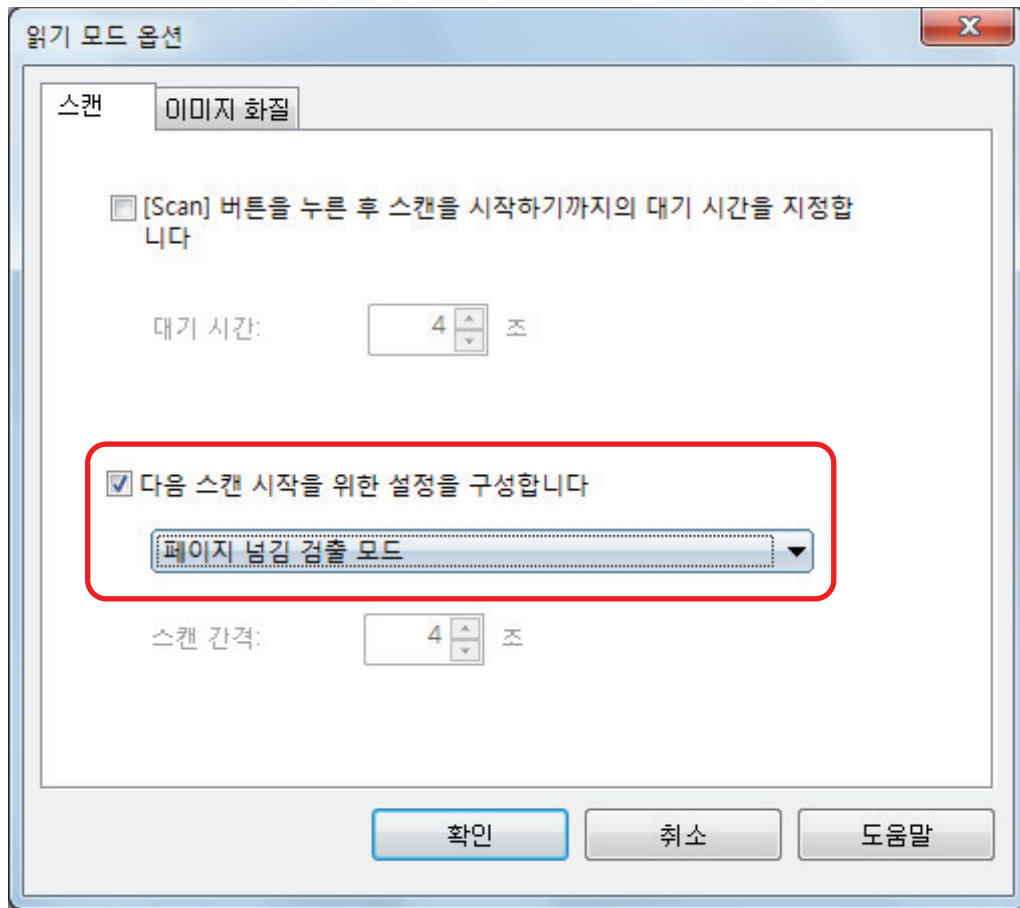 읽기 모드 옵션
스캔
이미지 화질
[Scan] 버튼을 누른 후 스캔을 시작하기까지의 대기 시간을 지정합
니다
대기 시간: 4 초
다음 스캔 시작을 위한 설정을 구성합니다
페이지 넘김 검출 모드
스캔 간격: 4 초
확인
취소
도움말